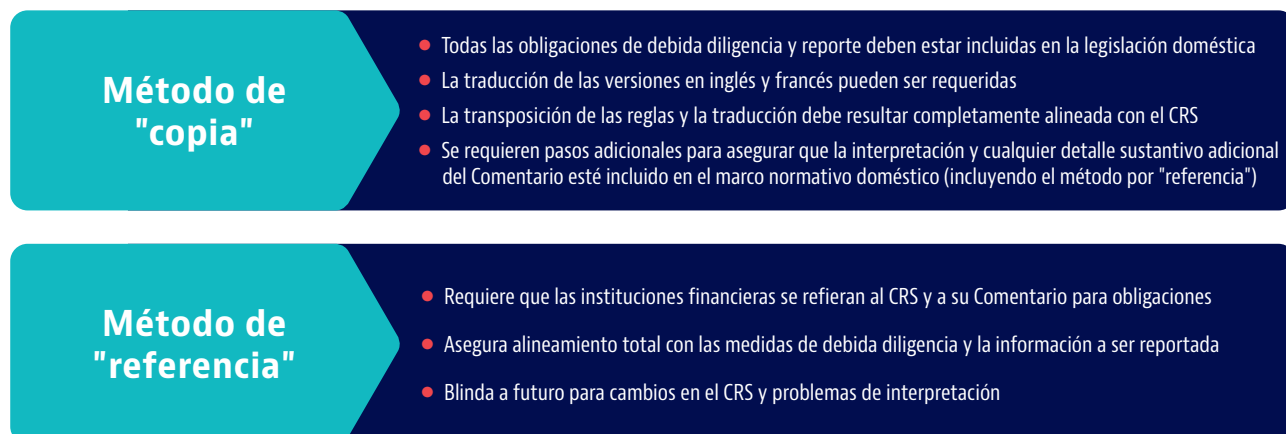 Método de
"copia"
● Todas las obligaciones de debida diligencia y reporte deben estar incluidas en la legislación doméstica
● La traducción de las versiones en inglés y francés pueden ser requeridas
● La transposición de las reglas y la traducción debe resultar completamente alineada con el CRS
● Se requieren pasos adicionales para asegurar que la interpretación y cualquier detalle sustantivo adicional
del Comentario esté incluido en el marco normativo doméstico (incluyendo el método por "referencia")
Método de
"referencia"
● Requiere que las instituciones financieras se refieran al CRS y a su Comentario para obligaciones
● Asegura alineamiento total con las medidas de debida diligencia y la información a ser reportada
● Blinda a futuro para cambios en el CRS y problemas de interpretación